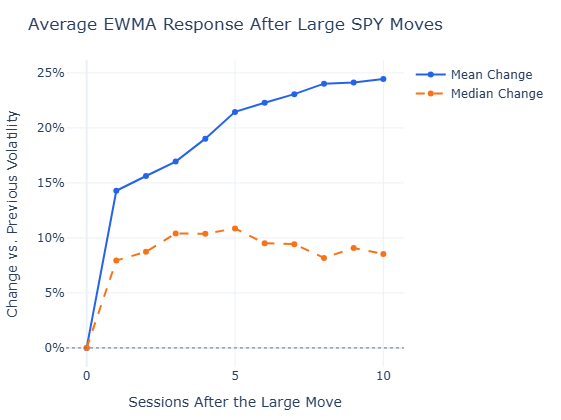 Average EWMA Response After Large SPY Moves
Mean Change
Median Change
Change vs. Previous Volatility
25%
20%
15%
10%
5%
0%
0
5
10
Sessions After the Large Move